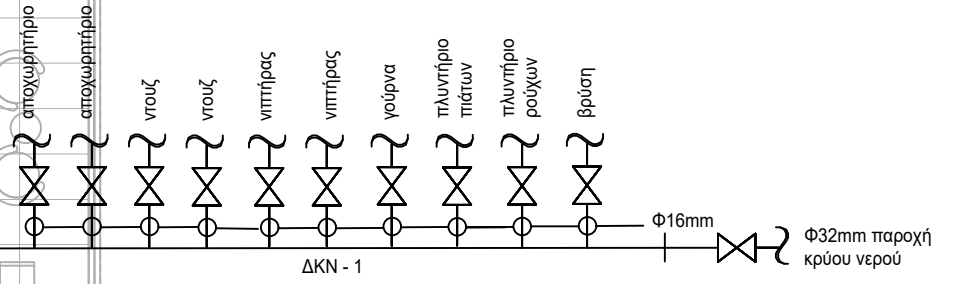 αποχωρητήριο
αποχωρητήριο
ντουζ
ντουζ
νιπτήρας
νιπτήρας
γούρνα
πλυντήριο
πιάτων
πλυντήριο
ρούχων
βρύση
Φ16mm
Φ32mm παροχή
κρύου νερού
ΔΚΝ - 1